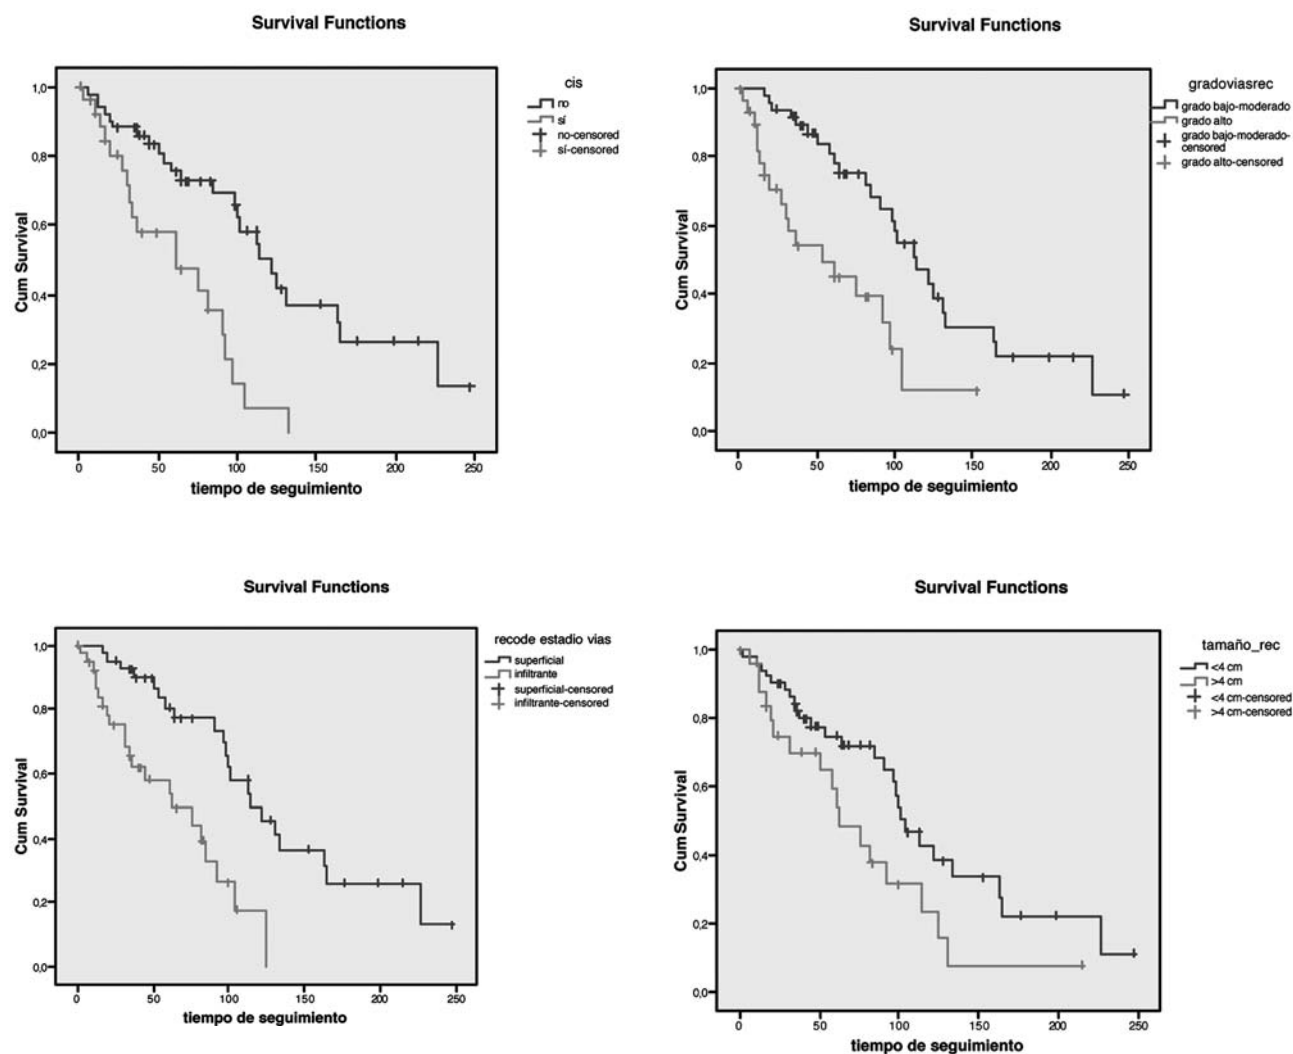 Survival Functions
cis
no
sí
no-censored
sí-censored
1,0
0,8
0,6
0,4
0,2
0,0
Cum Survival
0
50
100
150
200
250
tiempo de seguimiento
Survival Functions
gradoviasrec
grado bajo-moderado
grado alto
grado bajo-moderado-
censored
grado alto-censored
1,0
0,8
0,6
0,4
0,2
0,0
Cum Survival
0
50
100
150
200
250
tiempo de seguimiento
Survival Functions
recode estadio vias
superficial
infiltrante
superficial-censored
infiltrante-censored
1,0
0,8
0,6
0,4
0,2
0,0
Cum Survival
0
50
100
150
200
250
tiempo de seguimiento
Survival Functions
tamaño_rec
<4 cm
>4 cm
<4 cm-censored
>4 cm-censored
1,0
0,8
0,6
0,4
0,2
0,0
Cum Survival
0
50
100
150
200
250
tiempo de seguimiento